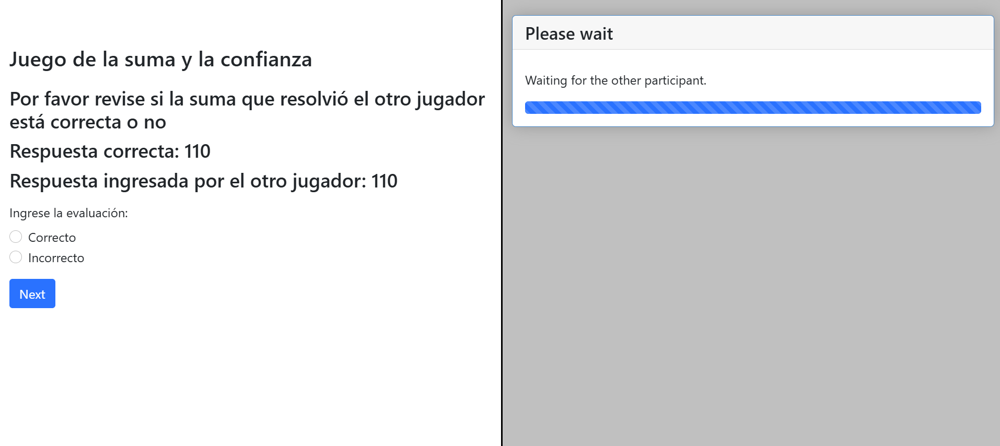 Juego de la suma y la confianza
Por favor revise si la suma que resolvió el otro jugador
está correcta o no
Respuesta correcta: 110
Respuesta ingresada por el otro jugador: 110
Ingrese la evaluación:
Correcto
Incorrecto
Next
Please wait
Waiting for the other participant.